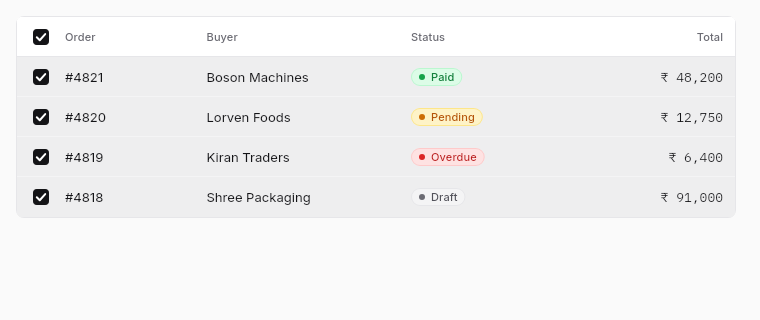 Order Buyer Status Total
#4821 Boson Machines Paid ₹ 48,200
#4820 Lorven Foods Pending ₹ 12,750
#4819 Kiran Traders Overdue ₹ 6,400
#4818 Shree Packaging Draft ₹ 91,000